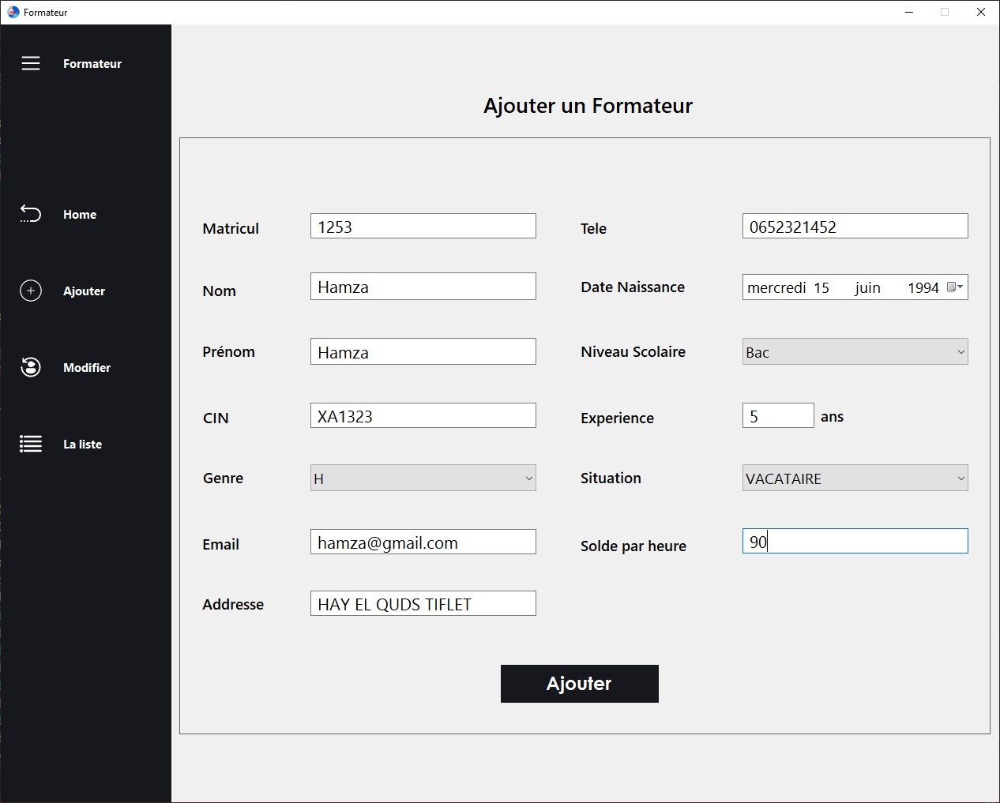 Formateur
Formateur
Home
Ajouter
Modifier
La liste
Ajouter un Formateur
Matricul 1253
Nom Hamza
Prénom Hamza
CIN XA1323
Genre H
Email hamza@gmail.com
Addresse HAY EL QUDS TIFLET
Tele 0652321452
Date Naissance mercredi 15 juin 1994
Niveau Scolaire Bac
Experience 5 ans
Situation VACATAIRE
Solde par heure 90
Ajouter